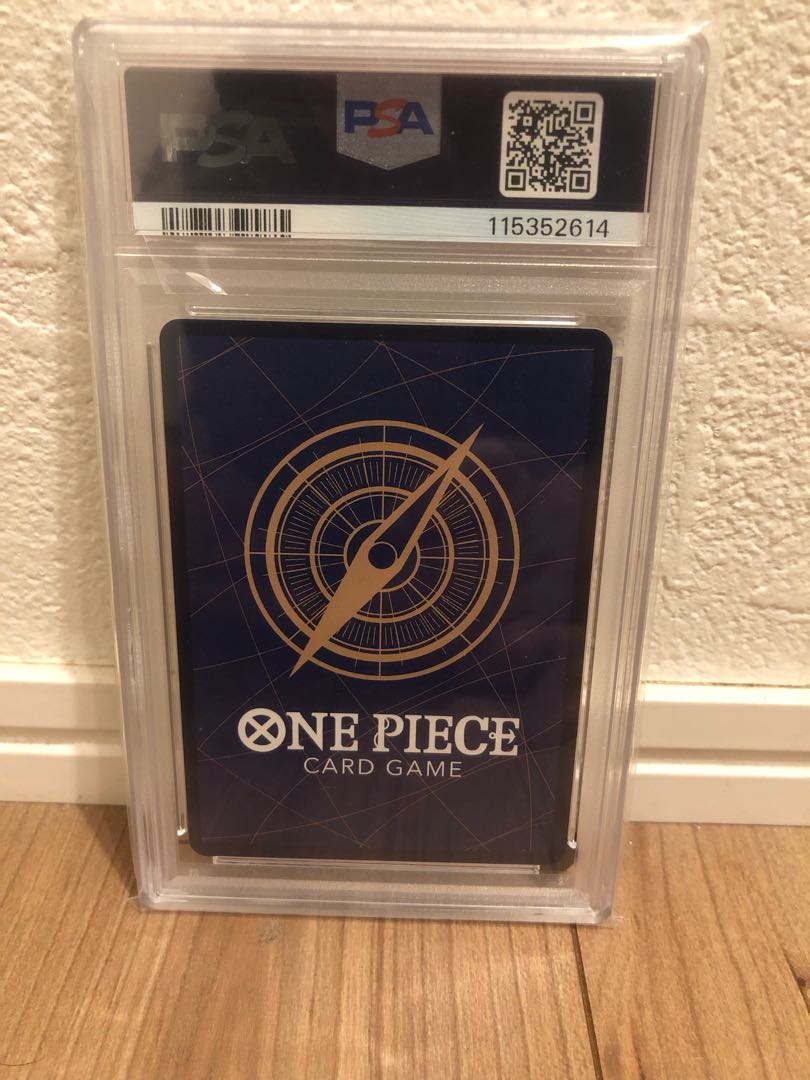 PSA
PSA
115352614
ONE PIECE
CARD GAME